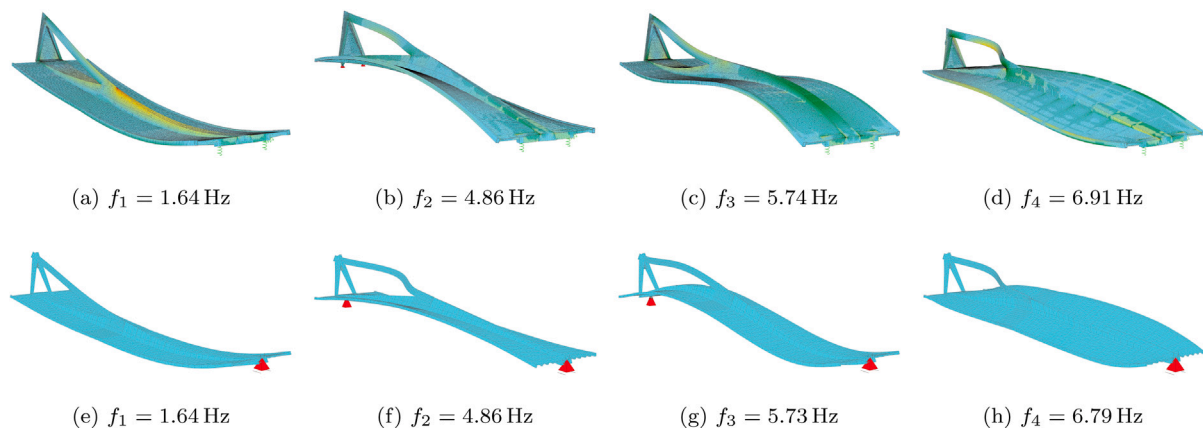 (a) f₁ = 1.64 Hz
(b) f₂ = 4.86 Hz
(c) f₃ = 5.74 Hz
(d) f₄ = 6.91 Hz
(e) f₁ = 1.64 Hz
(f) f₂ = 4.86 Hz
(g) f₃ = 5.73 Hz
(h) f₄ = 6.79 Hz